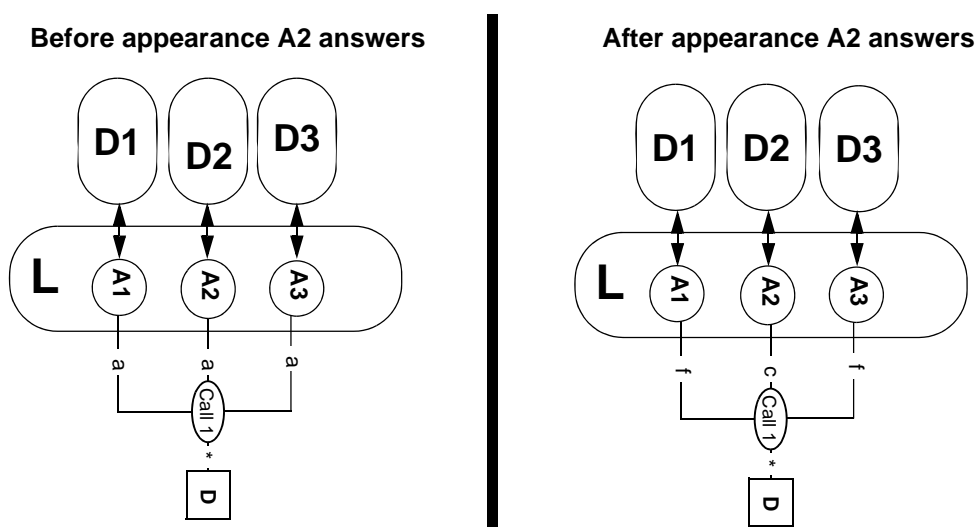 Before appearance A2 answers
D1 D2 D3
L A1 A2 A3
a a a
Call 1
*
D
After appearance A2 answers
D1 D2 D3
L A1 A2 A3
f c f
Call 1
*
D